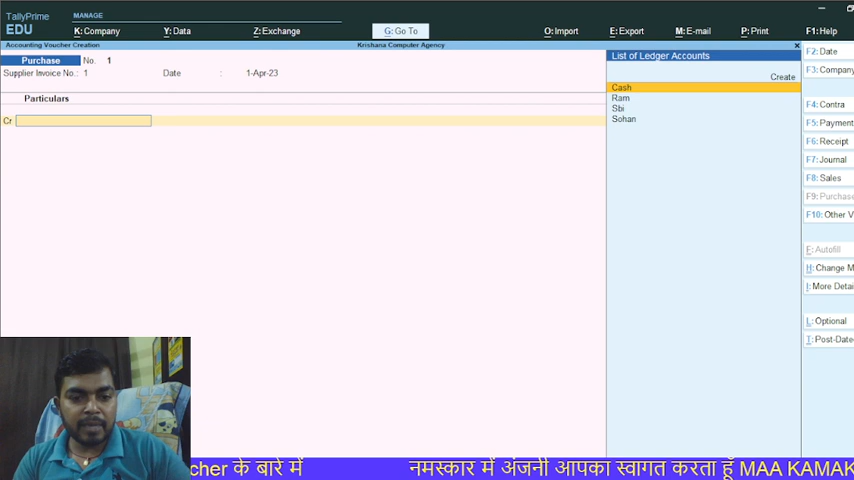 TallyPrime
EDU
MANAGE
K: Company
Y: Data
Z: Exchange
G: Go To
O: Import
E: Export
M: E-mail
P: Print
F1: Help
Accounting Voucher Creation
Krishana Computer Agency
Purchase No. 1
Supplier Invoice No.: 1 Date : 1-Apr-23
Particulars
Cr
List of Ledger Accounts
Create
Cash
Ram
Sbi
Sohan
F2: Date
F3: Company
F4: Contra
F5: Payment
F6: Receipt
F7: Journal
F8: Sales
F9: Purchase
F10: Other V
F: Autofill
H: Change M
I: More Detai
L: Optional
T: Post-Date
cher के बारे में नमस्कार में अंजनी आपका स्वागत करता हूँ MAA KAMAK